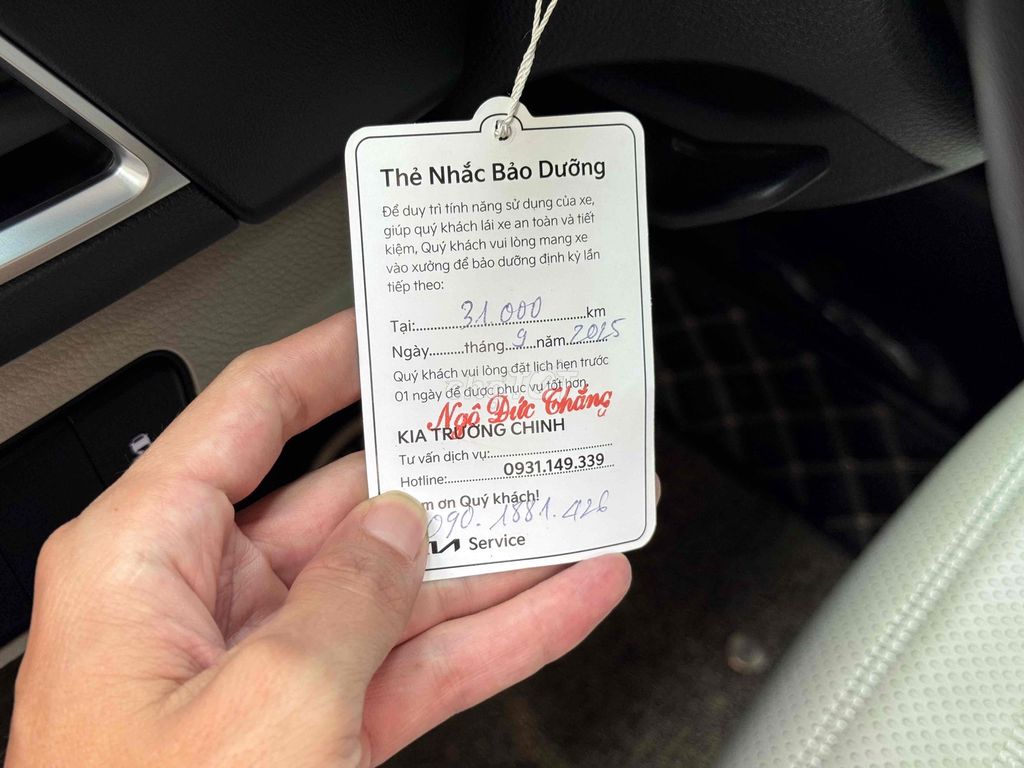 Thẻ Nhắc Bảo Dưỡng
Để duy trì tính năng sử dụng của xe,
giúp quý khách lái xe an toàn và tiết
kiệm, Quý khách vui lòng mang xe
vào xưởng để bảo dưỡng định kỳ lần
tiếp theo:
Tại:..............31 000..........km
Ngày..........tháng...9...năm..2025
Quý khách vui lòng đặt lịch hẹn trước
01 ngày để được phục vụ tốt hơn.
Ngô Đức Thắng
KIA TRƯỜNG CHINH
Tư vấn dịch vụ:..............................
Hotline:..............0931.149.339
m ơn Quý khách!
090.1881.426
Service